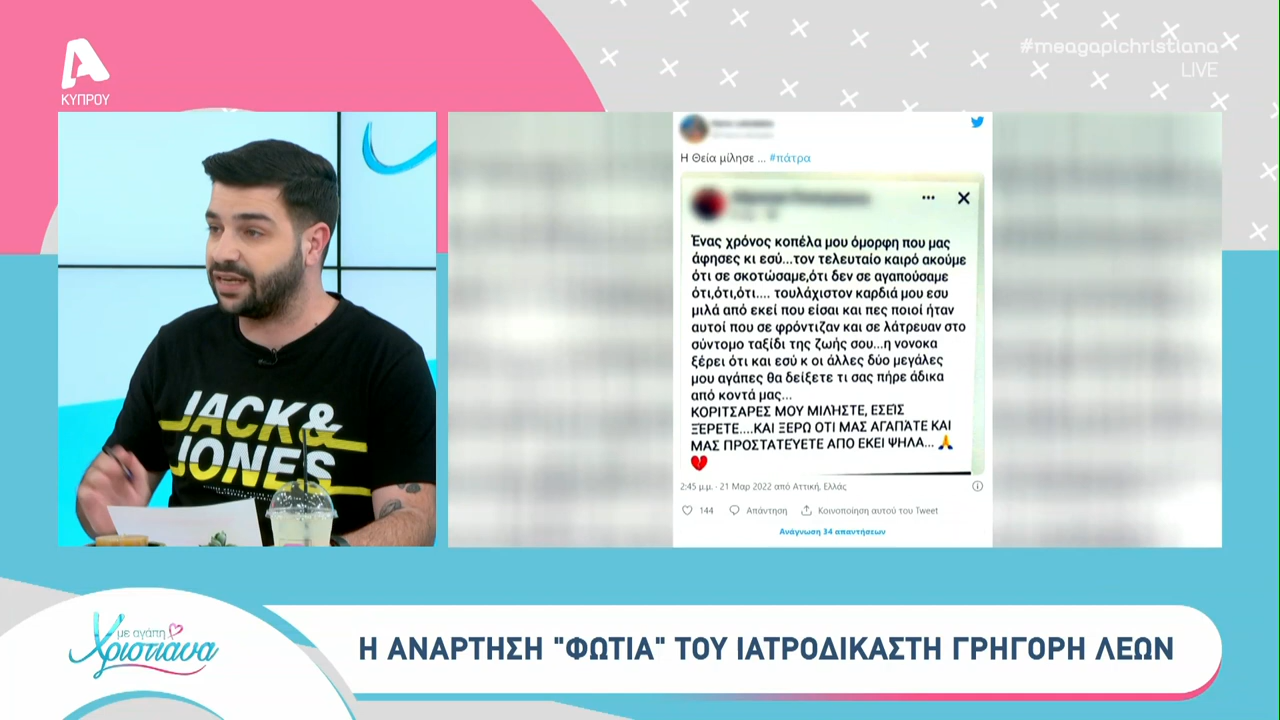 #meagapichristiana
LIVE
ΚΥΠΡΟΥ
JACK&
JONES
Η Θεία μίλησε ... #πάτρα
Ένας χρόνος κοπέλα μου όμορφη που μας
άφησες κι εσύ...τον τελευταίο καιρό ακούμε
ότι σε σκοτώσαμε,ότι δεν σε αγαπούσαμε
ότι,ότι,ότι.... τουλάχιστον καρδιά μου εσυ
μιλά από εκεί που είσαι και πες ποιοί ήταν
αυτοί που σε φρόντιζαν και σε λάτρευαν στο
σύντομο ταξίδι της ζωής σου...η νονοκα
ξέρει ότι και εσύ κ οι άλλες δύο μεγάλες
μου αγάπες θα δείξετε τι σας πήρε άδικα
από κοντά μας...
ΚΟΡΙΤΣΑΡΕΣ ΜΟΥ ΜΙΛΉΣΤΕ, ΕΣΕΊΣ
ΞΈΡΕΤΕ....ΚΑΙ ΞΕΡΩ ΟΤΙ ΜΑΣ ΑΓΑΠΆΤΕ ΚΑΙ
ΜΑΣ ΠΡΟΣΤΑΤΕΎΕΤΕ ΑΠΟ ΕΚΕΙ ΨΗΛΑ... 🙏
💔
2:45 μ.μ. · 21 Μαρ 2022 από Αττική, Ελλάς
144 Απάντηση Κοινοποίηση αυτού του Tweet
Ανάγνωση 34 απαντήσεων
με αγάπη
Χριστιάνα
Η ΑΝΑΡΤΗΣΗ "ΦΩΤΙΑ" ΤΟΥ ΙΑΤΡΟΔΙΚΑΣΤΗ ΓΡΗΓΟΡΗ ΛΕΩΝ